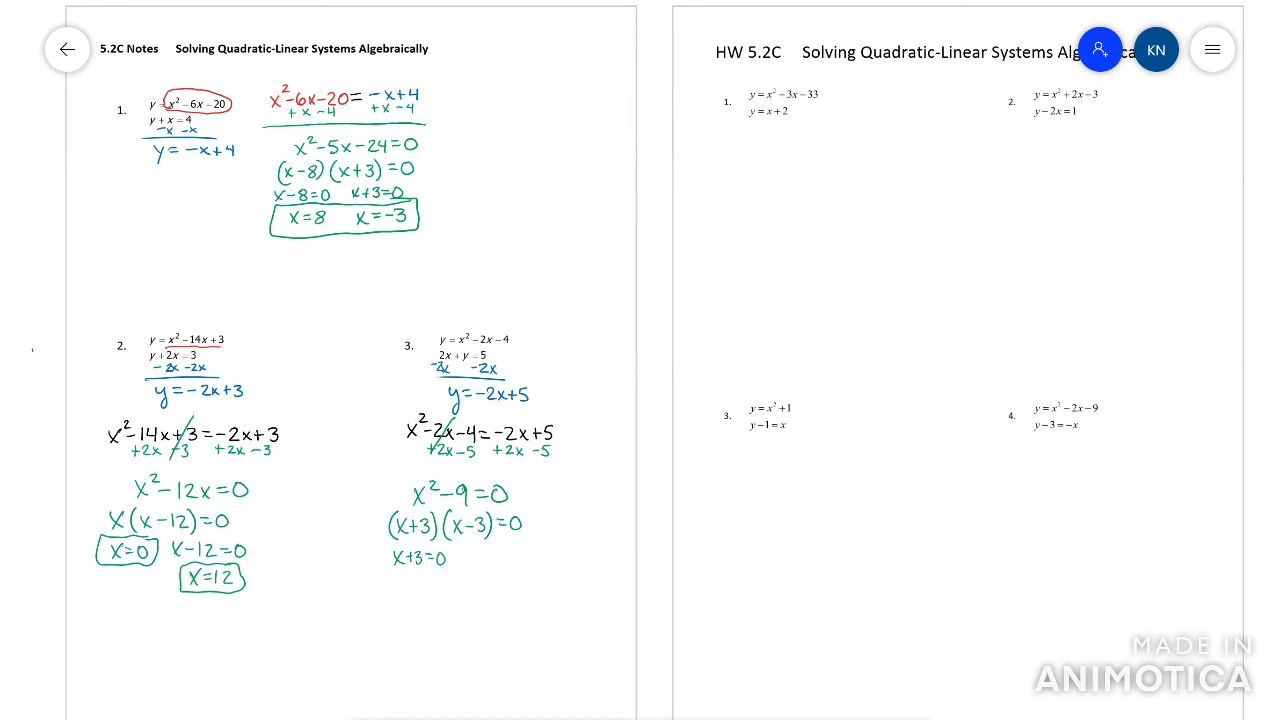 5.2C Notes Solving Quadratic-Linear Systems Algebraically
1. y = x² − 6x − 20
y + x = 4
−x −x
y = −x + 4
x² − 6x − 20 = −x + 4
+ x − 4 + x − 4
x² − 5x − 24 = 0
(x − 8)(x + 3) = 0
x − 8 = 0 x + 3 = 0
x = 8 x = −3
2. y = x² − 14x + 3
y + 2x = 3
− 2x −2x
y = −2x + 3
x² − 14x + 3 = −2x + 3
+2x −3 +2x −3
x² − 12x = 0
x(x − 12) = 0
x = 0 x − 12 = 0
x = 12
3. y = x² − 2x − 4
2x + y = 5
−2x −2x
y = −2x + 5
x² − 2x − 4 = −2x + 5
+2x − 5 +2x − 5
x² − 9 = 0
(x + 3)(x − 3) = 0
x + 3 = 0
HW 5.2C Solving Quadratic-Linear Systems
KN
1. y = x² + 3x − 33
y = x + 2
2. y = x² + 2x − 3
y − 2x = 1
3. y = x² + 1
y − 1 = x
4. y = x² − 2x − 9
y − 3 = −x
MADE IN
ANIMOTICA